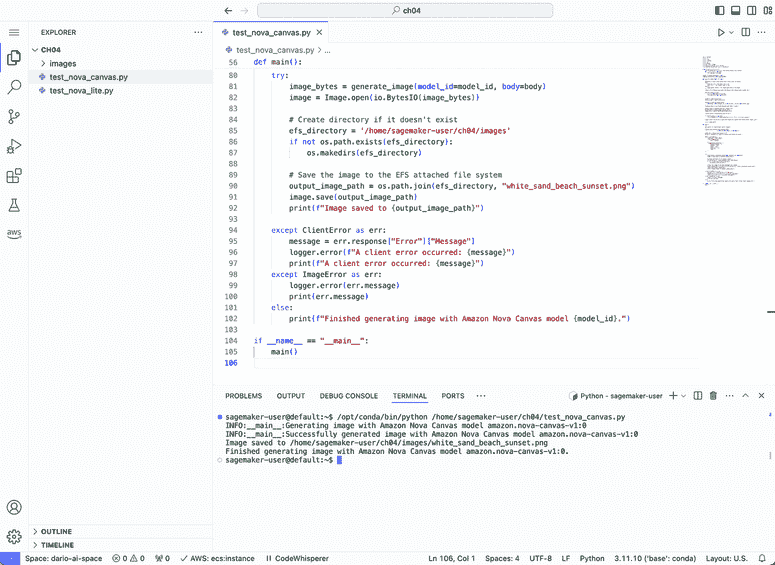 ch04
EXPLORER
CH04
images
test_nova_canvas.py
test_nova_lite.py
aws
OUTLINE
TIMELINE
test_nova_canvas.py
test_nova_canvas.py > ...
56 def main():
80 try:
81 image_bytes = generate_image(model_id=model_id, body=body)
82 image = Image.open(io.BytesIO(image_bytes))
83
84 # Create directory if it doesn't exist
85 efs_directory = '/home/sagemaker-user/ch04/images'
86 if not os.path.exists(efs_directory):
87 os.makedirs(efs_directory)
88
89 # Save the image to the EFS attached file system
90 output_image_path = os.path.join(efs_directory, "white_sand_beach_sunset.png")
91 image.save(output_image_path)
92 print(f"Image saved to {output_image_path}")
93
94 except ClientError as err:
95 message = err.response["Error"]["Message"]
96 logger.error(f"A client error occurred: {message}")
97 print(f"A client error occurred: {message}")
98 except ImageError as err:
99 logger.error(err.message)
100 print(err.message)
101 else:
102 print(f"Finished generating image with Amazon Nova Canvas model {model_id}.")
103
104 if __name__ == "__main__":
105 main()
106
PROBLEMS OUTPUT DEBUG CONSOLE TERMINAL PORTS ... Python - sagemaker-user
sagemaker-user@default:~$ /opt/conda/bin/python /home/sagemaker-user/ch04/test_nova_canvas.py
INFO:__main__:Generating image with Amazon Nova Canvas model amazon.nova-canvas-v1:0
INFO:__main__:Successfully generated image with Amazon Nova Canvas model amazon.nova-canvas-v1:0
Image saved to /home/sagemaker-user/ch04/images/white_sand_beach_sunset.png
Finished generating image with Amazon Nova Canvas model amazon.nova-canvas-v1:0.
sagemaker-user@default:~$
Space: dario-ai-space 0 0 0 AWS: ecs:instance CodeWhisperer Ln 106, Col 1 Spaces: 4 UTF-8 LF Python 3.11.10 ('base': conda) Layout: U.S.